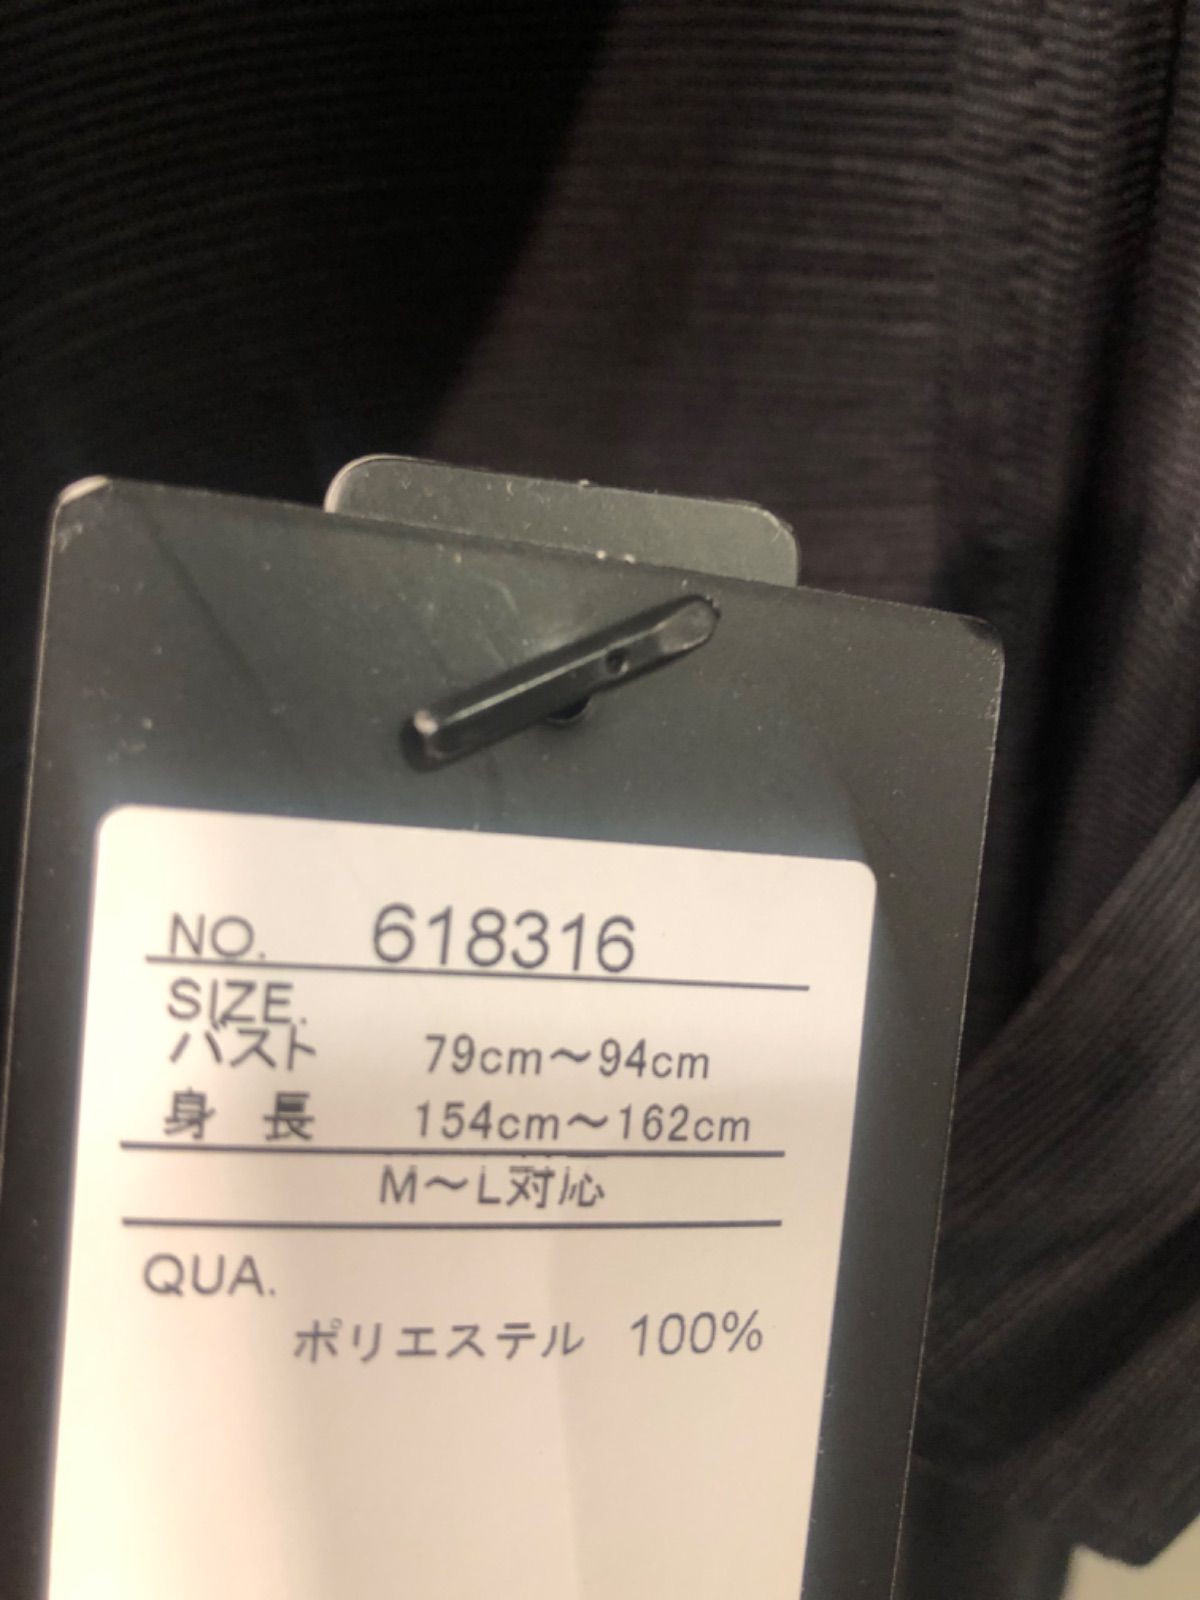 NO. 618316
SIZE.
バスト 79cm～94cm
身 長 154cm～162cm
M～L対応
QUA.
ポリエステル 100%